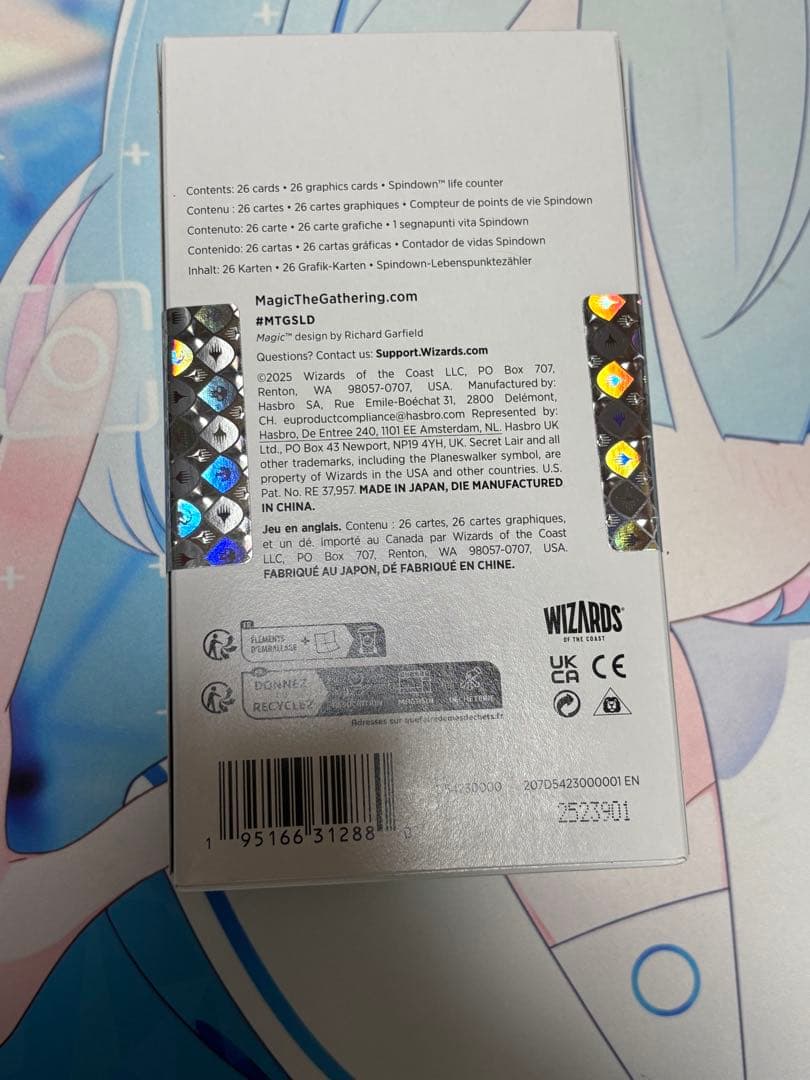 Contents: 26 cards • 26 graphics cards • Spindown™ life counter
Contenu : 26 cartes • 26 cartes graphiques • Compteur de points de vie Spindown
Contenuto: 26 carte • 26 carte grafiche • 1 segnapunti vita Spindown
Contenido: 26 cartas • 26 cartas gráficas • Contador de vidas Spindown
Inhalt: 26 Karten • 26 Grafik-Karten • Spindown-Lebenspunktezähler
MagicTheGathering.com
#MTGSLD
Magic™ design by Richard Garfield
Questions? Contact us: Support.Wizards.com
©2025 Wizards of the Coast LLC, PO Box 707,
Renton, WA 98057-0707, USA. Manufactured by:
Hasbro SA, Rue Emile-Boéchat 31, 2800 Delémont,
CH. euproductcompliance@hasbro.com Represented by:
Hasbro, De Entree 240, 1101 EE Amsterdam, NL. Hasbro UK
Ltd., PO Box 43 Newport, NP19 4YH, UK. Secret Lair and all
other trademarks, including the Planeswalker symbol, are
property of Wizards in the USA and other countries. U.S.
Pat. No. RE 37,957. MADE IN JAPAN, DIE MANUFACTURED
IN CHINA.
Jeu en anglais. Contenu : 26 cartes, 26 cartes graphiques,
et un dé. importé au Canada par Wizards of the Coast
LLC, PO Box 707, Renton, WA 98057-0707, USA.
FABRIQUÉ AU JAPON, DÉ FABRIQUÉ EN CHINE.
FR
ÉLÉMENTS
D'EMBALLAGE +
DONNEZ
RECYCLEZ
MAGASIN DÉCHÈTERIE
Adresses sur quefairedemesdechets.fr
WIZARDS®
OF THE COAST
UK
CA CE
1 95166 31288 0
207D5423000001 EN
2523901